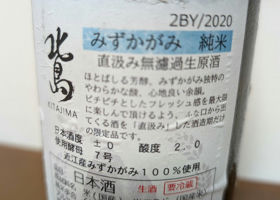 2BY/2020
北島
KITAJIMA
みずかがみ 純米
直汲み無濾過生原酒
ほとばしる芳醇、みずかがみ独特の
やわらかな酸、心地良い余韻。
ピチピチとしたフレッシュ感を最大限
に楽しんで頂けるよう、ふな口から出
てくる酒を「直汲み」した酒造期だけ
の限定品です。
日本酒度 ±0 酸度 2.0
使用酵母 7号
近江産みずかがみ100%使用
日本酒 生酒 要冷蔵